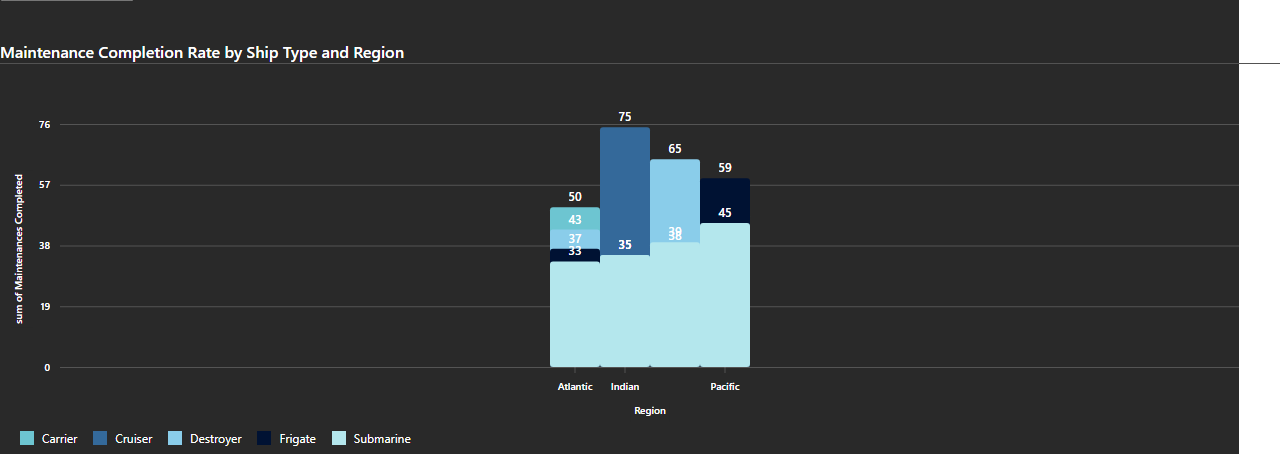 Maintenance Completion Rate by Ship Type and Region
sum of Maintenances Completed
76
57
38
19
0
50
43
37
33
75
35
65
39
38
59
45
Atlantic
Indian
Pacific
Region
Carrier
Cruiser
Destroyer
Frigate
Submarine